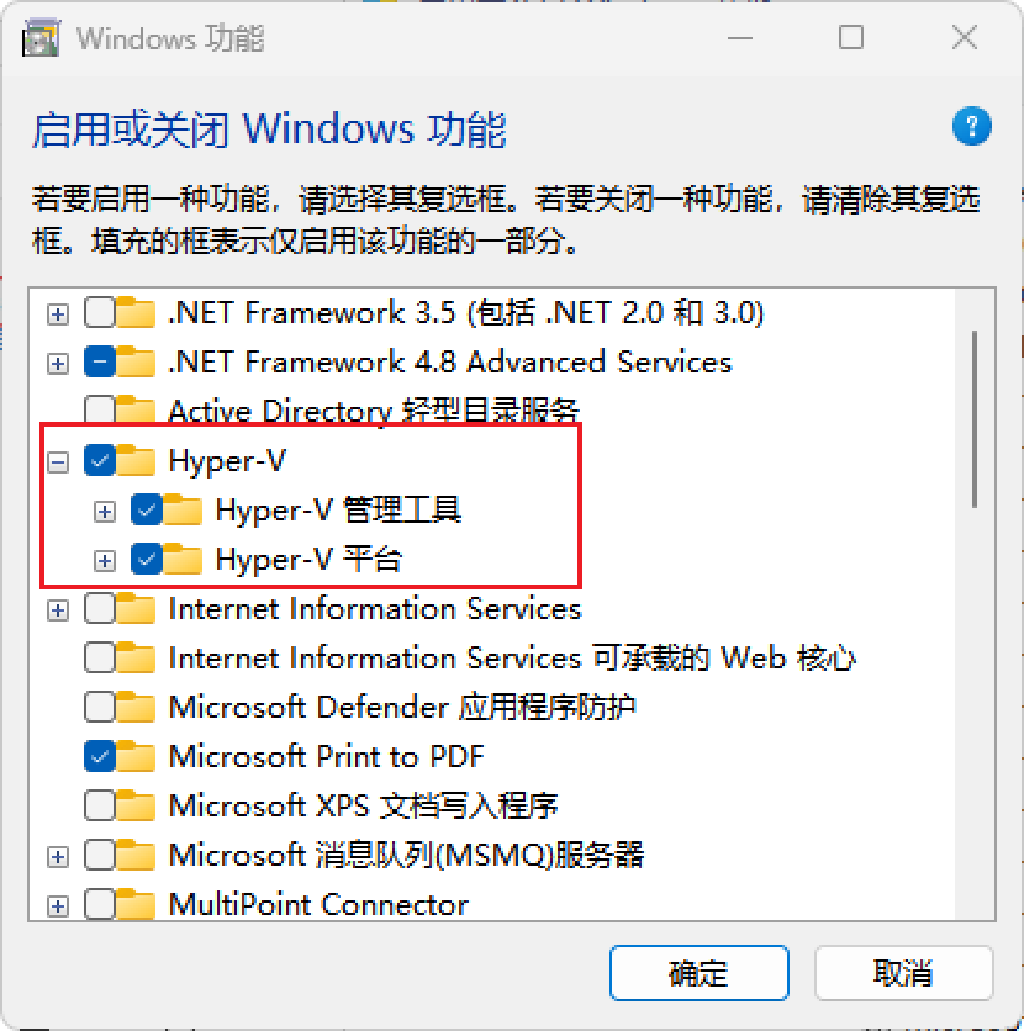 Windows 功能
启用或关闭 Windows 功能
?
若要启用一种功能，请选择其复选框。若要关闭一种功能，请清除其复选
框。填充的框表示仅启用该功能的一部分。
.NET Framework 3.5 (包括 .NET 2.0 和 3.0)
.NET Framework 4.8 Advanced Services
Active Directory 轻型目录服务
Hyper-V
Hyper-V 管理工具
Hyper-V 平台
Internet Information Services
Internet Information Services 可承载的 Web 核心
Microsoft Defender 应用程序防护
Microsoft Print to PDF
Microsoft XPS 文档写入程序
Microsoft 消息队列(MSMQ)服务器
MultiPoint Connector
确定
取消